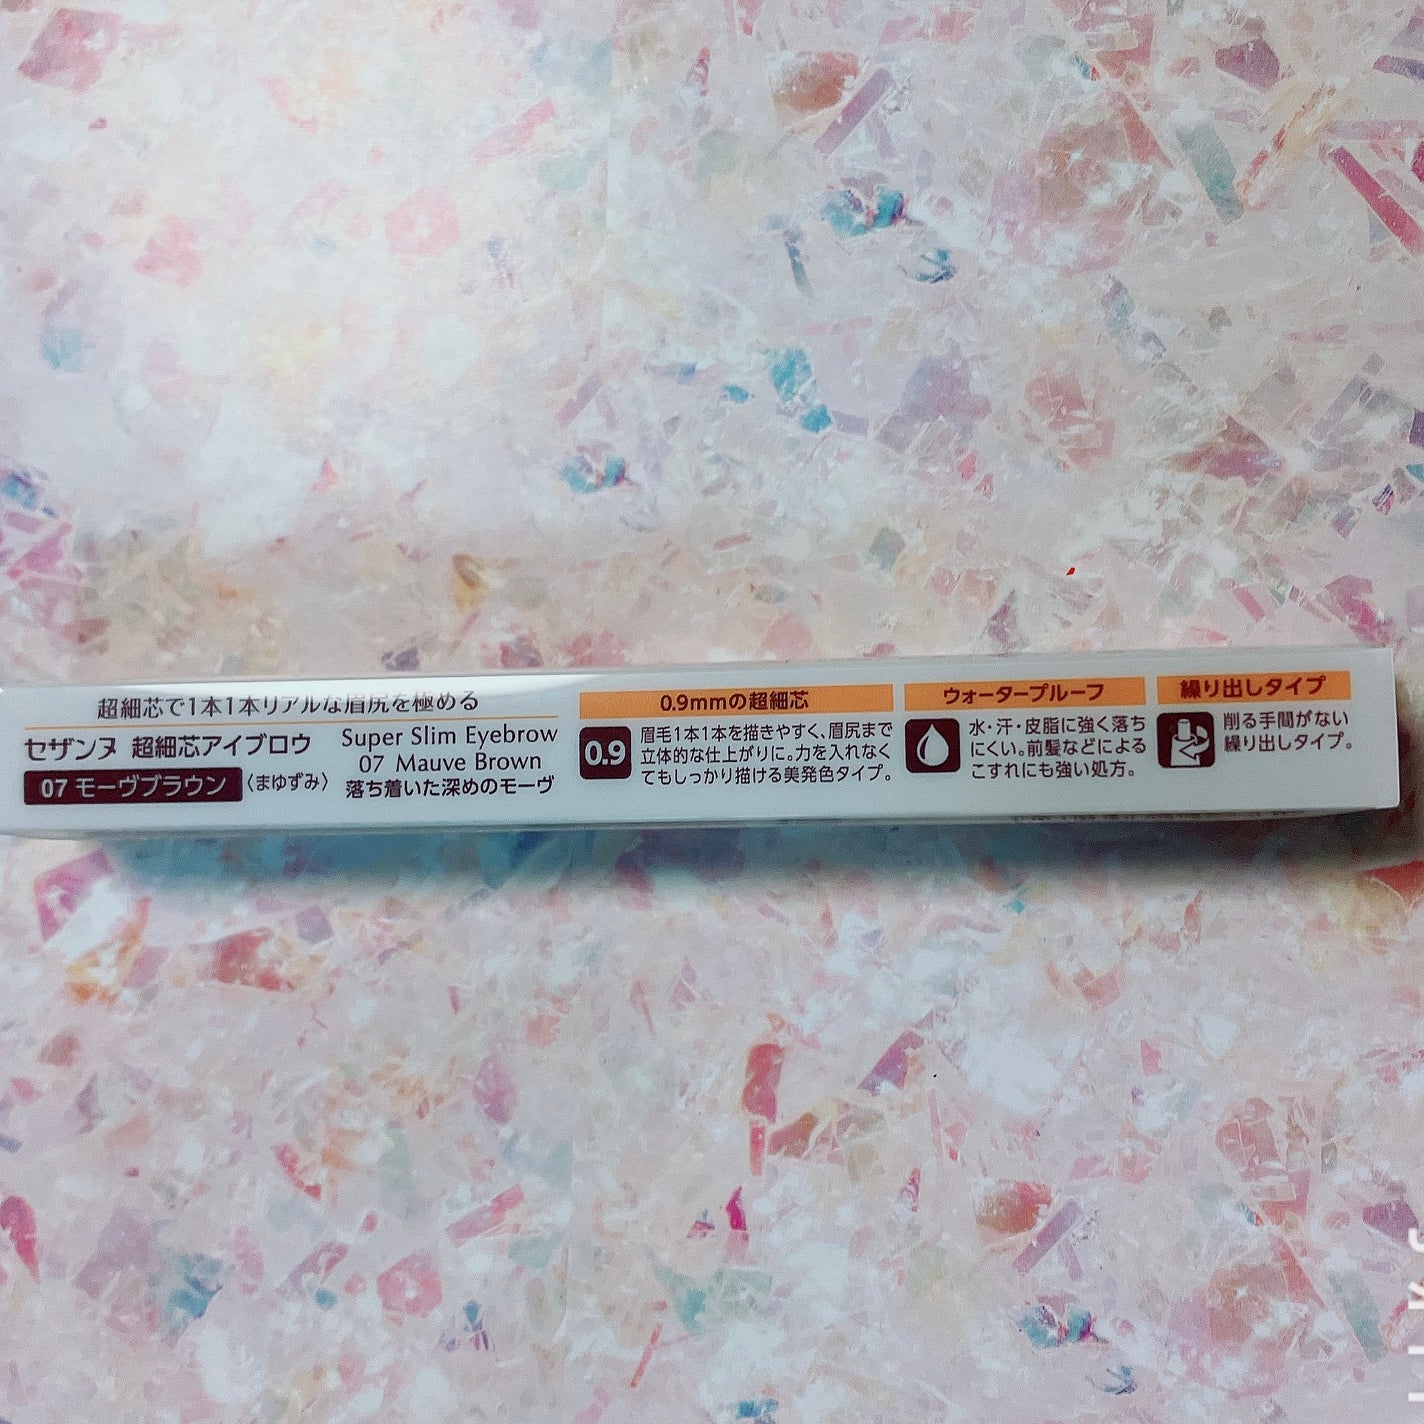 超細芯で1本1本リアルな眉尻を極める
セザンヌ 超細芯アイブロウ
07 モーヴブラウン 〈まゆずみ〉
Super Slim Eyebrow
07 Mauve Brown
落ち着いた深めのモーヴ
0.9mmの超細芯
0.9
眉毛1本1本を描きやすく、眉尻まで
立体的な仕上がりに。力を入れなく
てもしっかり描ける美発色タイプ。
ウォータープルーフ
水・汗・皮脂に強く落ち
にくい。前髪などによる
こすれにも強い処方。
繰り出しタイプ
削る手間がない
繰り出しタイプ。